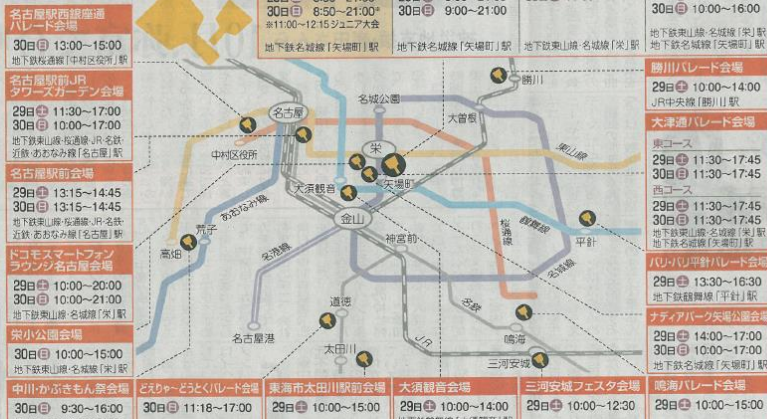 名古屋駅西銀座通
パレード会場
30日日 13:00〜15:00
地下鉄桜通線「中村区役所」駅
名古屋駅前JR
タワーズガーデン会場
29日土 11:30〜17:00
30日日 10:00〜17:00
地下鉄東山線・桜通線・JR・名鉄・
近鉄・あおなみ線「名古屋」駅
名古屋駅前会場
29日土 13:15〜14:45
30日日 13:15〜14:45
地下鉄東山線・桜通線・JR・名鉄・
近鉄・あおなみ線「名古屋」駅
ドコモスマートフォン
ラウンジ名古屋会場
29日土 10:00〜20:00
30日日 10:00〜21:00
地下鉄東山線・名城線「栄」駅
栄小公園会場
30日日 10:00〜15:00
地下鉄東山線・名城線「栄」駅
30日日 8:50〜21:00※
※11:00〜12:15ジュニア大会
地下鉄名城線「矢場町」駅
30日日 9:00〜21:00
地下鉄名城線「矢場町」駅
地下鉄東山線・名城線「栄」駅
30日日 10:00〜16:00
地下鉄東山線・名城線「栄」駅
地下鉄名城線「矢場町」駅
勝川パレード会場
29日土 10:00〜14:00
JR中央線「勝川」駅
大津通パレード会場
東コース
29日土 11:30〜17:45
30日日 11:30〜17:45
西コース
29日土 11:30〜17:45
30日日 11:30〜17:45
地下鉄東山線・名城線「栄」駅
地下鉄名城線「矢場町」駅
バリ・バリ平針パレード会場
29日土 13:30〜16:30
地下鉄鶴舞線「平針」駅
ナディアパーク矢場公園会場
29日土 14:00〜17:00
30日日 10:00〜17:00
地下鉄名城線「矢場町」駅
勝川
名城公園
名古屋
大曽根
栄
中村区役所
東山線
大須観音
矢場町
あおなみ線
金山
桜通線
鶴舞線
荒子
高畑
平針
神宮前
名港線
名城線
道徳
名鉄
名古屋港
鳴海
JR
太田川
三河安城
中川・かぶきもん祭会場
30日日 9:30〜16:00
どえりゃ〜どうとくパレード会場
30日日 11:18〜17:00
東海市太田川駅前会場
29日土 10:00〜15:00
大須観音会場
29日土 10:00〜14:00
三河安城フェスタ会場
29日土 10:00〜12:30
鳴海パレード会場
29日土 10:00〜15:00